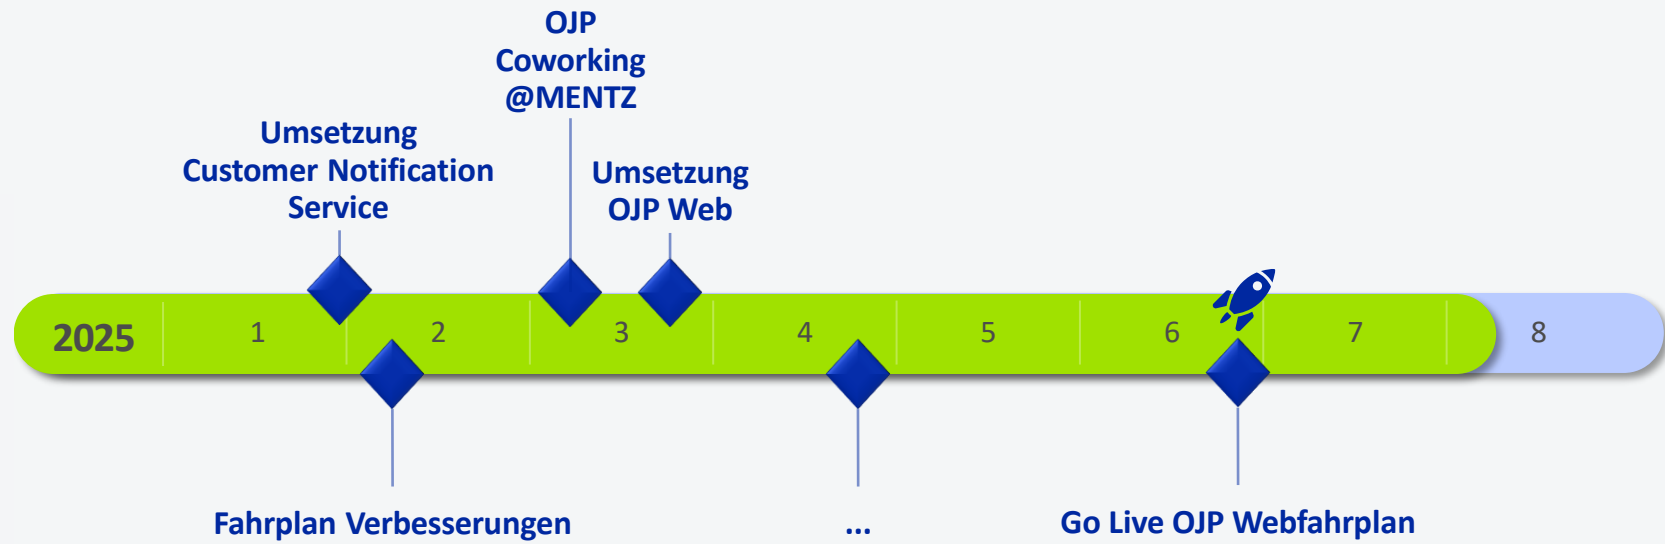 OJP
Coworking
@MENTZ
Umsetzung
Customer Notification
Service
Umsetzung
OJP Web
2025
1
2
3
4
5
6
7
8
Fahrplan Verbesserungen
...
Go Live OJP Webfahrplan